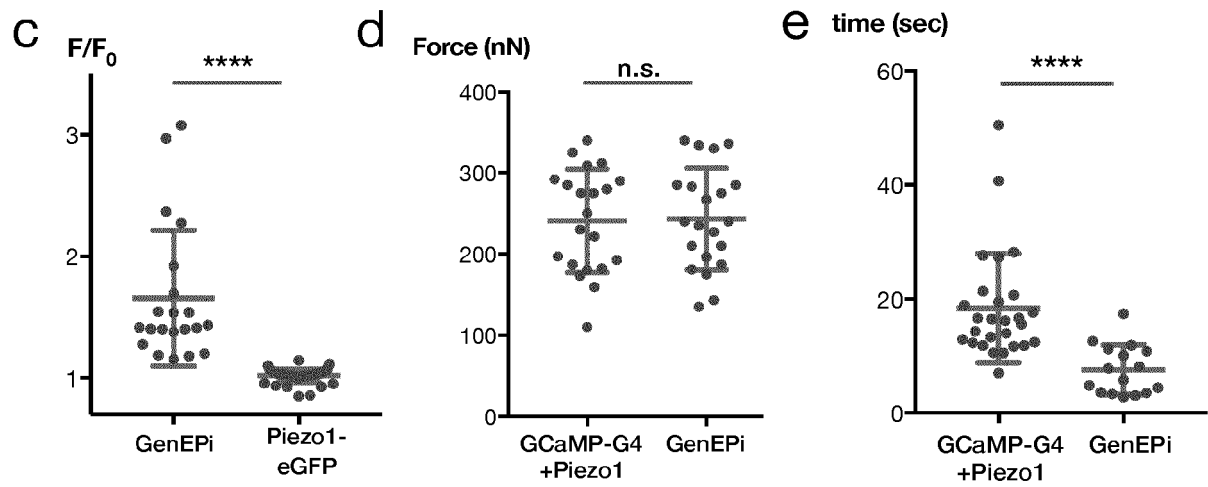 c
F/F0
****
3
2
1
GenEPi
Piezo1-
eGFP
d
Force (nN)
n.s.
400
300
200
100
0
GCaMP-G4
+Piezo1
GenEPi
e
time (sec)
****
60
40
20
0
GCaMP-G4
+Piezo1
GenEPi